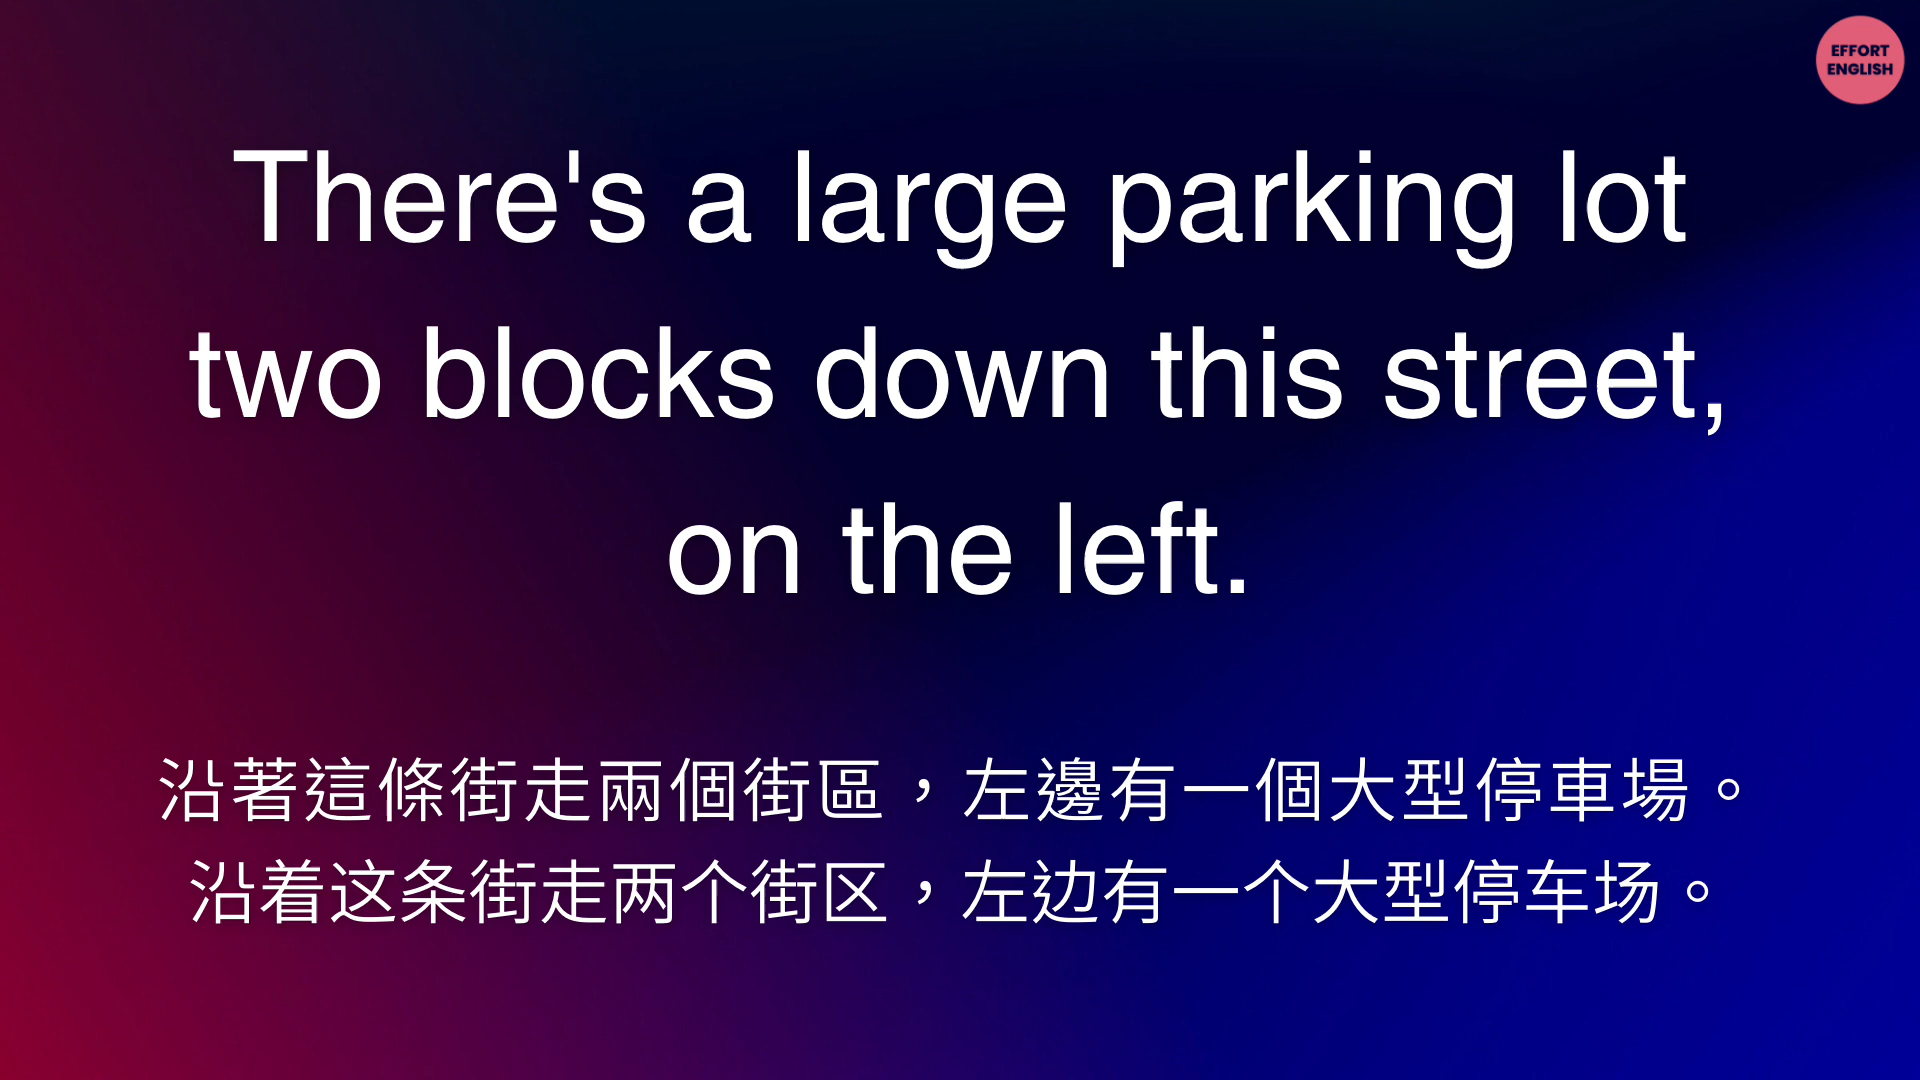 EFFORT
ENGLISH
There's a large parking lot
two blocks down this street,
on the left.
沿著這條街走兩個街區，左邊有一個大型停車場。
沿着这条街走两个街区，左边有一个大型停车场。